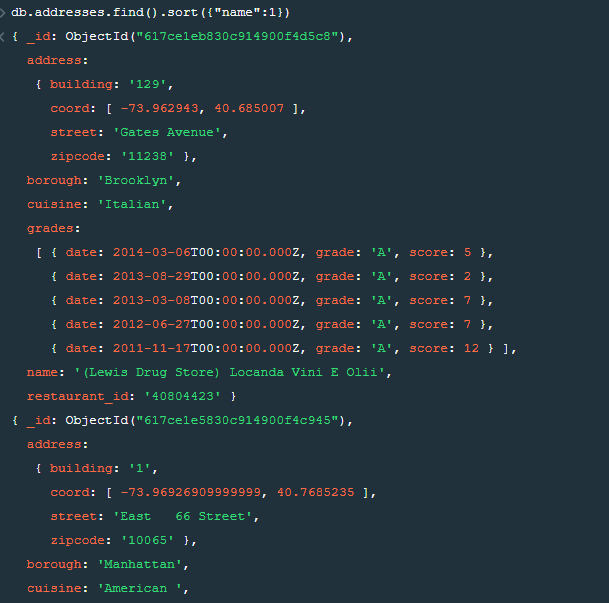 > db.addresses.find().sort({"name":1})
< { _id: ObjectId("617ce1eb830c914900f4d5c8"),
address:
{ building: '129',
coord: [ -73.962943, 40.685007 ],
street: 'Gates Avenue',
zipcode: '11238' },
borough: 'Brooklyn',
cuisine: 'Italian',
grades:
[ { date: 2014-03-06T00:00:00.000Z, grade: 'A', score: 5 },
{ date: 2013-08-29T00:00:00.000Z, grade: 'A', score: 2 },
{ date: 2013-03-08T00:00:00.000Z, grade: 'A', score: 7 },
{ date: 2012-06-27T00:00:00.000Z, grade: 'A', score: 7 },
{ date: 2011-11-17T00:00:00.000Z, grade: 'A', score: 12 } ],
name: '(Lewis Drug Store) Locanda Vini E Olii',
restaurant_id: '40804423' }
{ _id: ObjectId("617ce1e5830c914900f4c945"),
address:
{ building: '1',
coord: [ -73.96926909999999, 40.7685235 ],
street: 'East   66 Street',
zipcode: '10065' },
borough: 'Manhattan',
cuisine: 'American ',